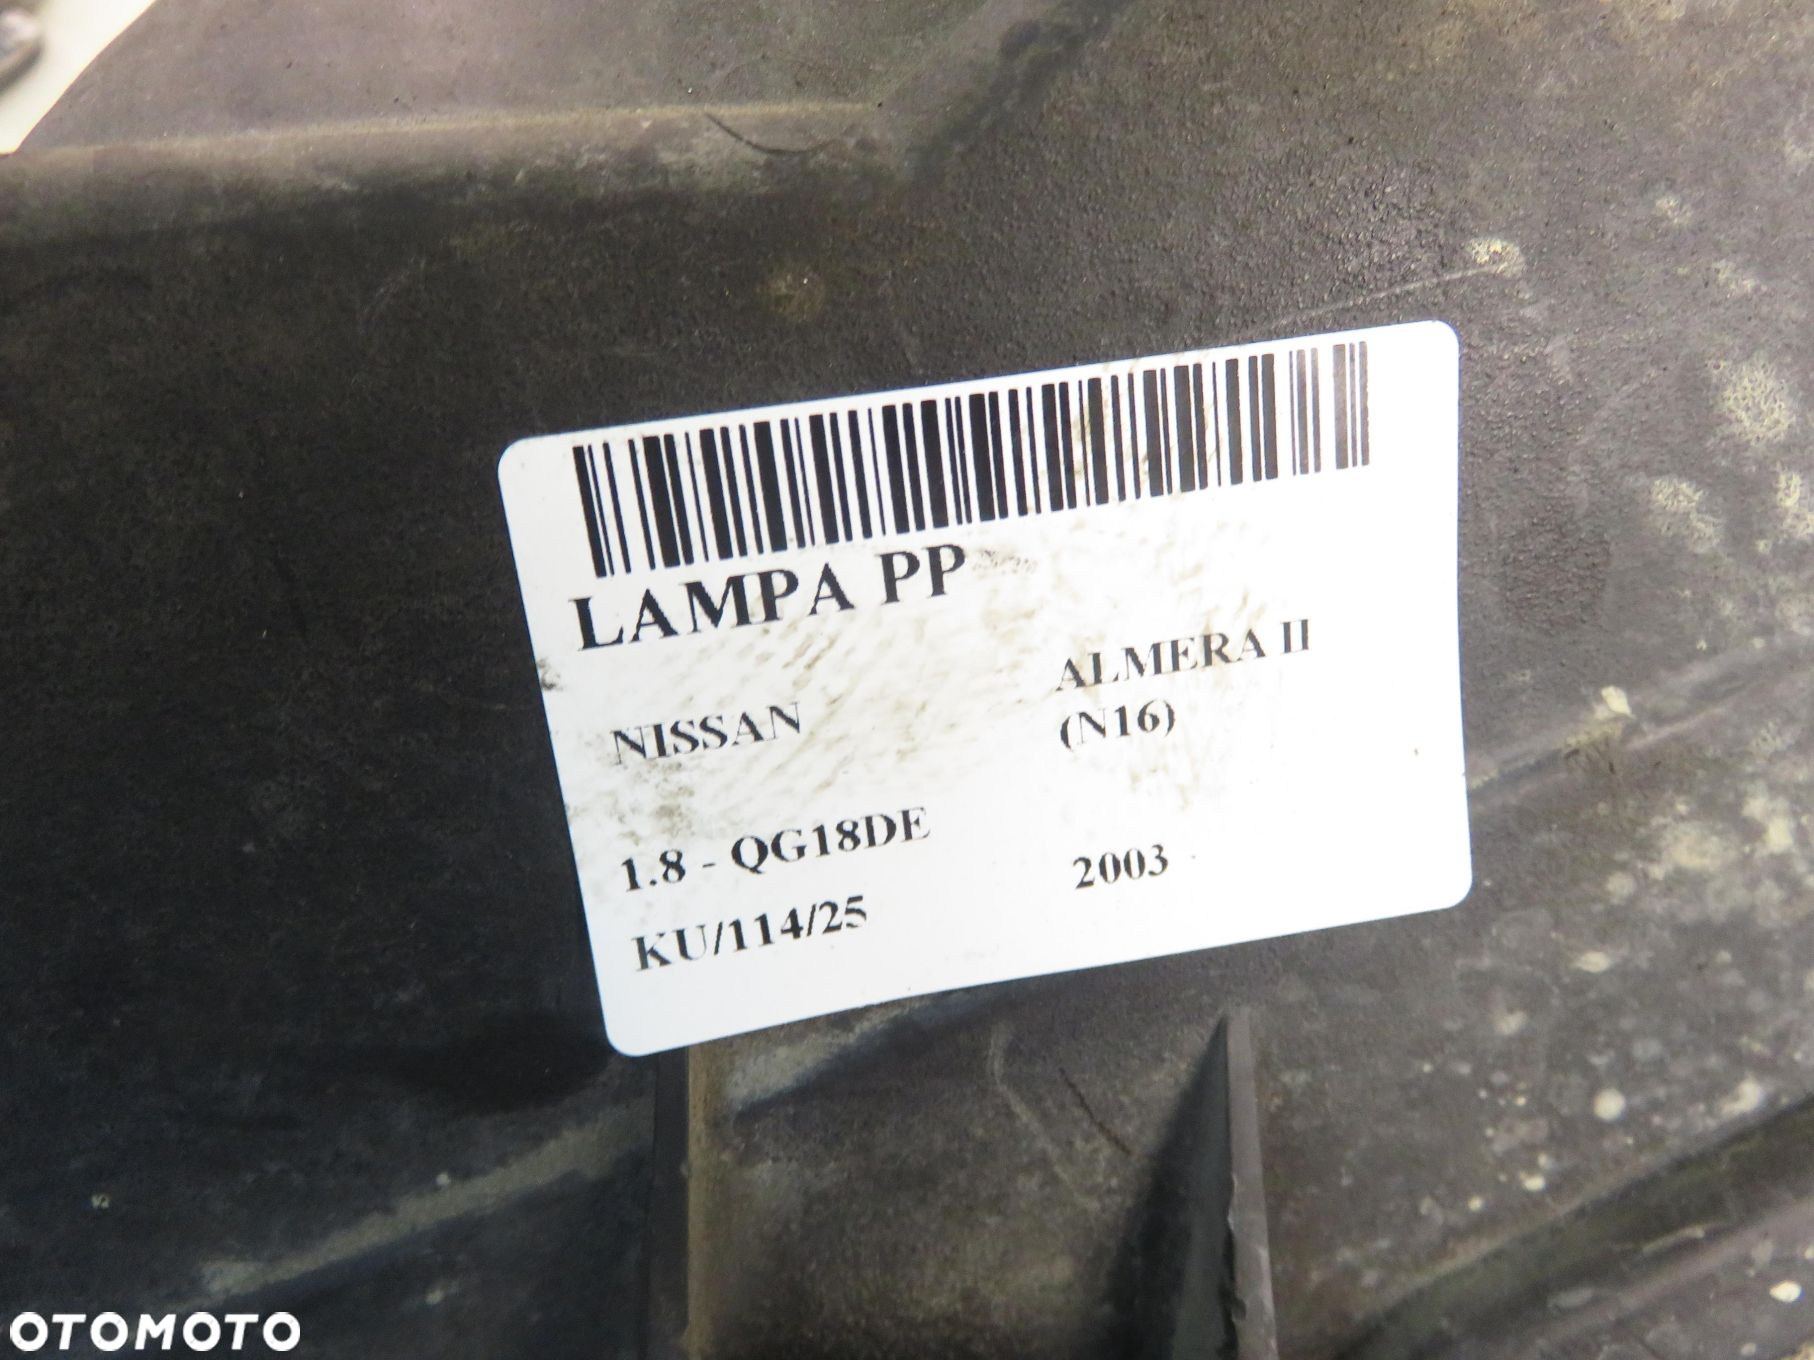 LAMPA PP
NISSAN
ALMERA II
(N16)
1.8 - QG18DE
2003
KU/114/25
OTOMOTO